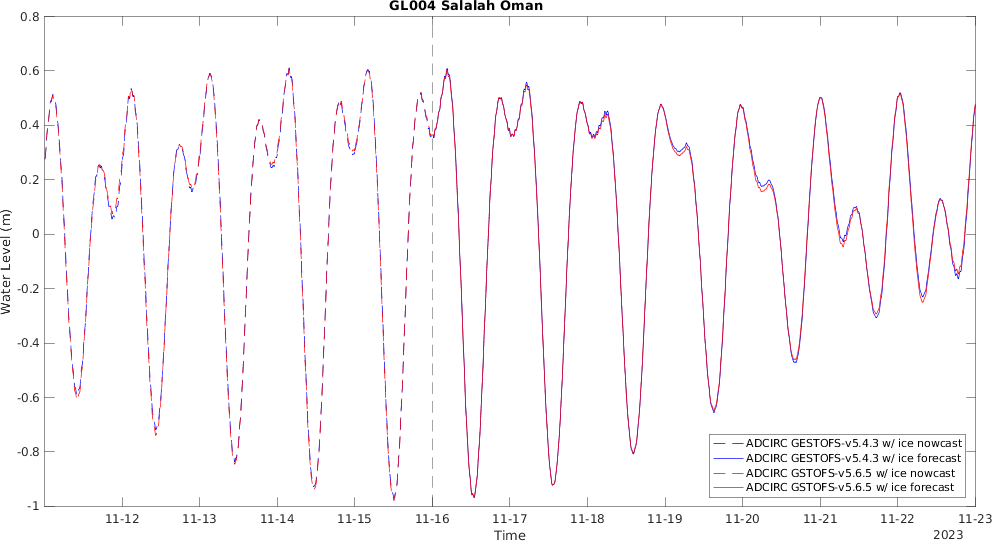 GL004 Salalah Oman
Water Level (m)
0.8
0.6
0.4
0.2
0
-0.2
-0.4
-0.6
-0.8
-1
ADCIRC GESTOFS-v5.4.3 w/ ice nowcast
ADCIRC GESTOFS-v5.4.3 w/ ice forecast
ADCIRC GSTOFS-v5.6.5 w/ ice nowcast
ADCIRC GSTOFS-v5.6.5 w/ ice forecast
11-12 11-13 11-14 11-15 11-16 11-17 11-18 11-19 11-20 11-21 11-22 11-23
Time
2023